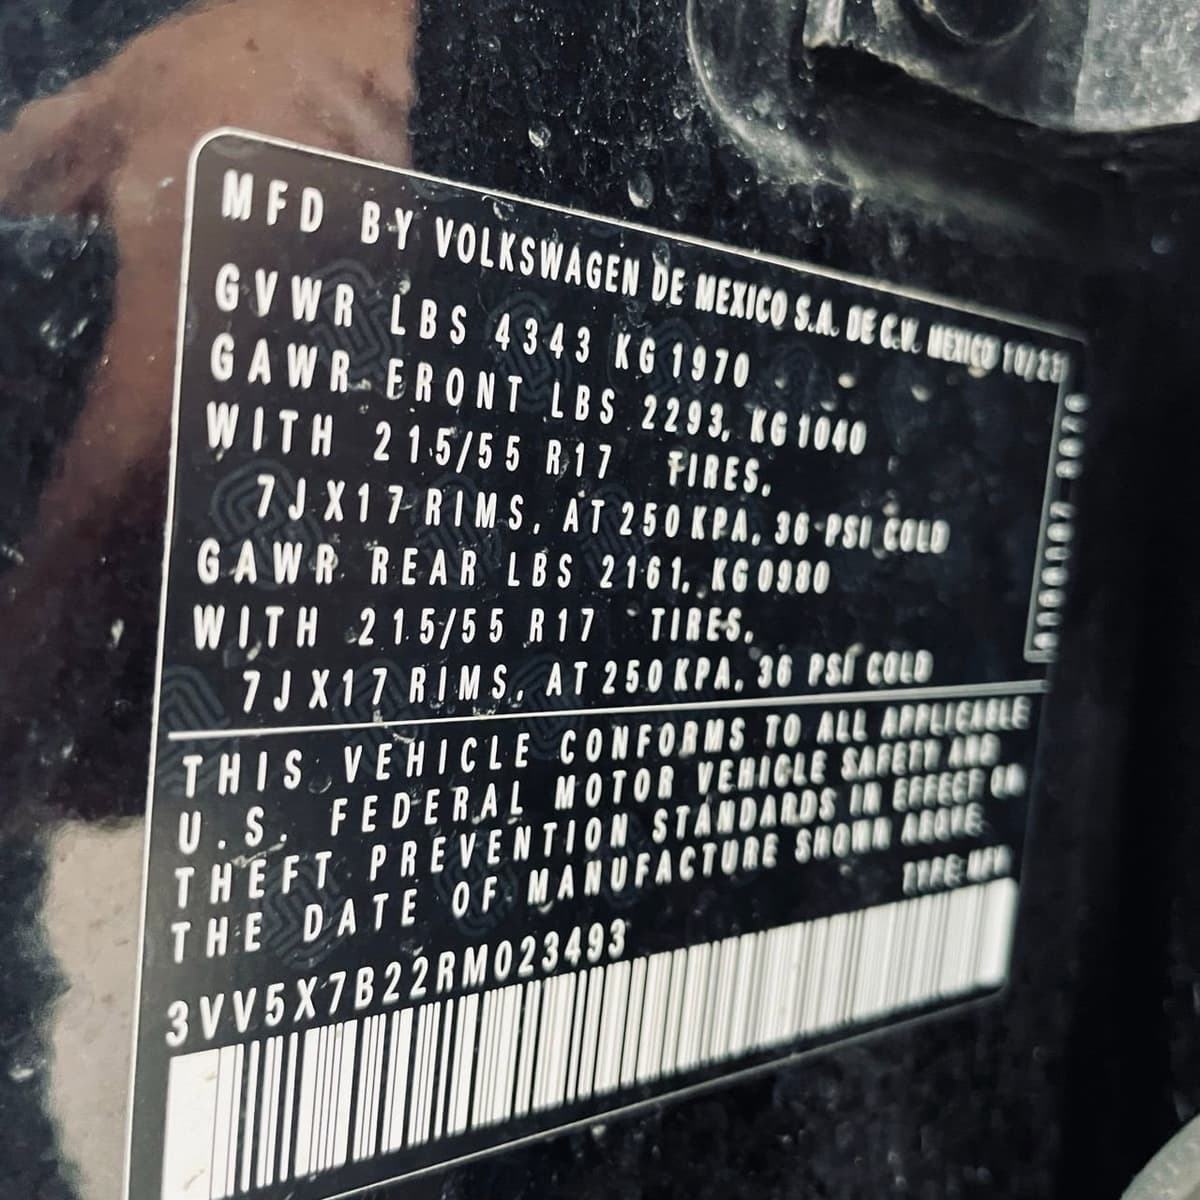 MFD BY VOLKSWAGEN DE MEXICO S.A. DE C.V. MEXICO 10/23
GVWR LBS 4343 KG 1970
GAWR FRONT LBS 2293, KG 1040
WITH 215/55 R17 TIRES,
7J X17 RIMS, AT 250 KPA, 36 PSI COLD
GAWR REAR LBS 2161, KG 0980
WITH 215/55 R17 TIRES,
7J X17 RIMS, AT 250 KPA, 36 PSI COLD
THIS VEHICLE CONFORMS TO ALL APPLICABLE
U.S. FEDERAL MOTOR VEHICLE SAFETY AND
THEFT PREVENTION STANDARDS IN EFFECT ON
THE DATE OF MANUFACTURE SHOWN ABOVE
TYPE: MPV
3VV5X7B22RM023493